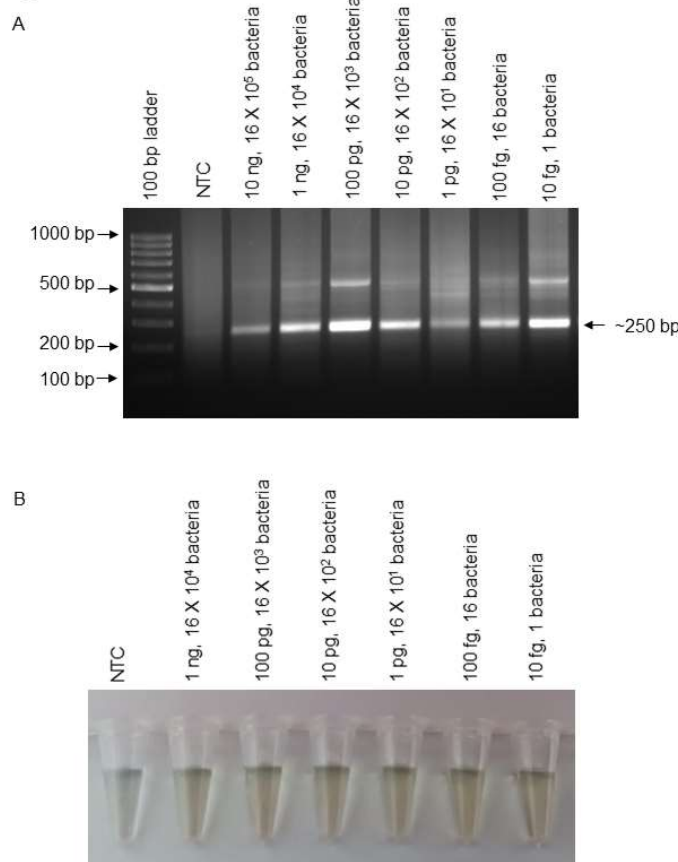 A
100 bp ladder
NTC
10 ng, 16 X 10⁵ bacteria
1 ng, 16 X 10⁴ bacteria
100 pg, 16 X 10³ bacteria
10 pg, 16 X 10² bacteria
1 pg, 16 X 10¹ bacteria
100 fg, 16 bacteria
10 fg, 1 bacteria
1000 bp
500 bp
200 bp
100 bp
~250 bp
B
NTC
1 ng, 16 X 10⁴ bacteria
100 pg, 16 X 10³ bacteria
10 pg, 16 X 10² bacteria
1 pg, 16 X 10¹ bacteria
100 fg, 16 bacteria
10 fg, 1 bacteria